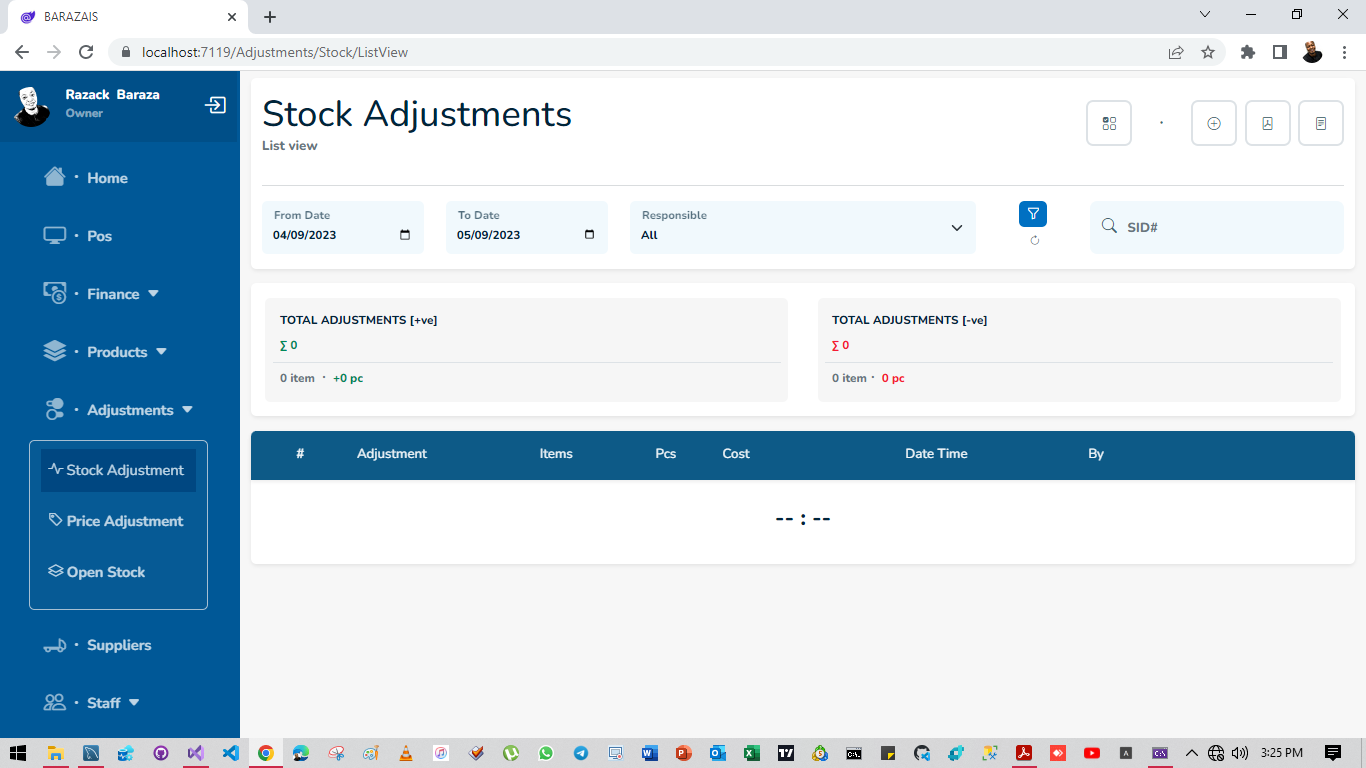 BARAZAIS
localhost:7119/Adjustments/Stock/ListView
Razack Baraza
Owner
Home
Pos
Finance
Products
Adjustments
Stock Adjustment
Price Adjustment
Open Stock
Suppliers
Staff
Stock Adjustments
List view
From Date
04/09/2023
To Date
05/09/2023
Responsible
All
SID#
TOTAL ADJUSTMENTS [+ve]
∑ 0
0 item · +0 pc
TOTAL ADJUSTMENTS [-ve]
∑ 0
0 item · 0 pc
# Adjustment Items Pcs Cost Date Time By
-- : --
3:25 PM